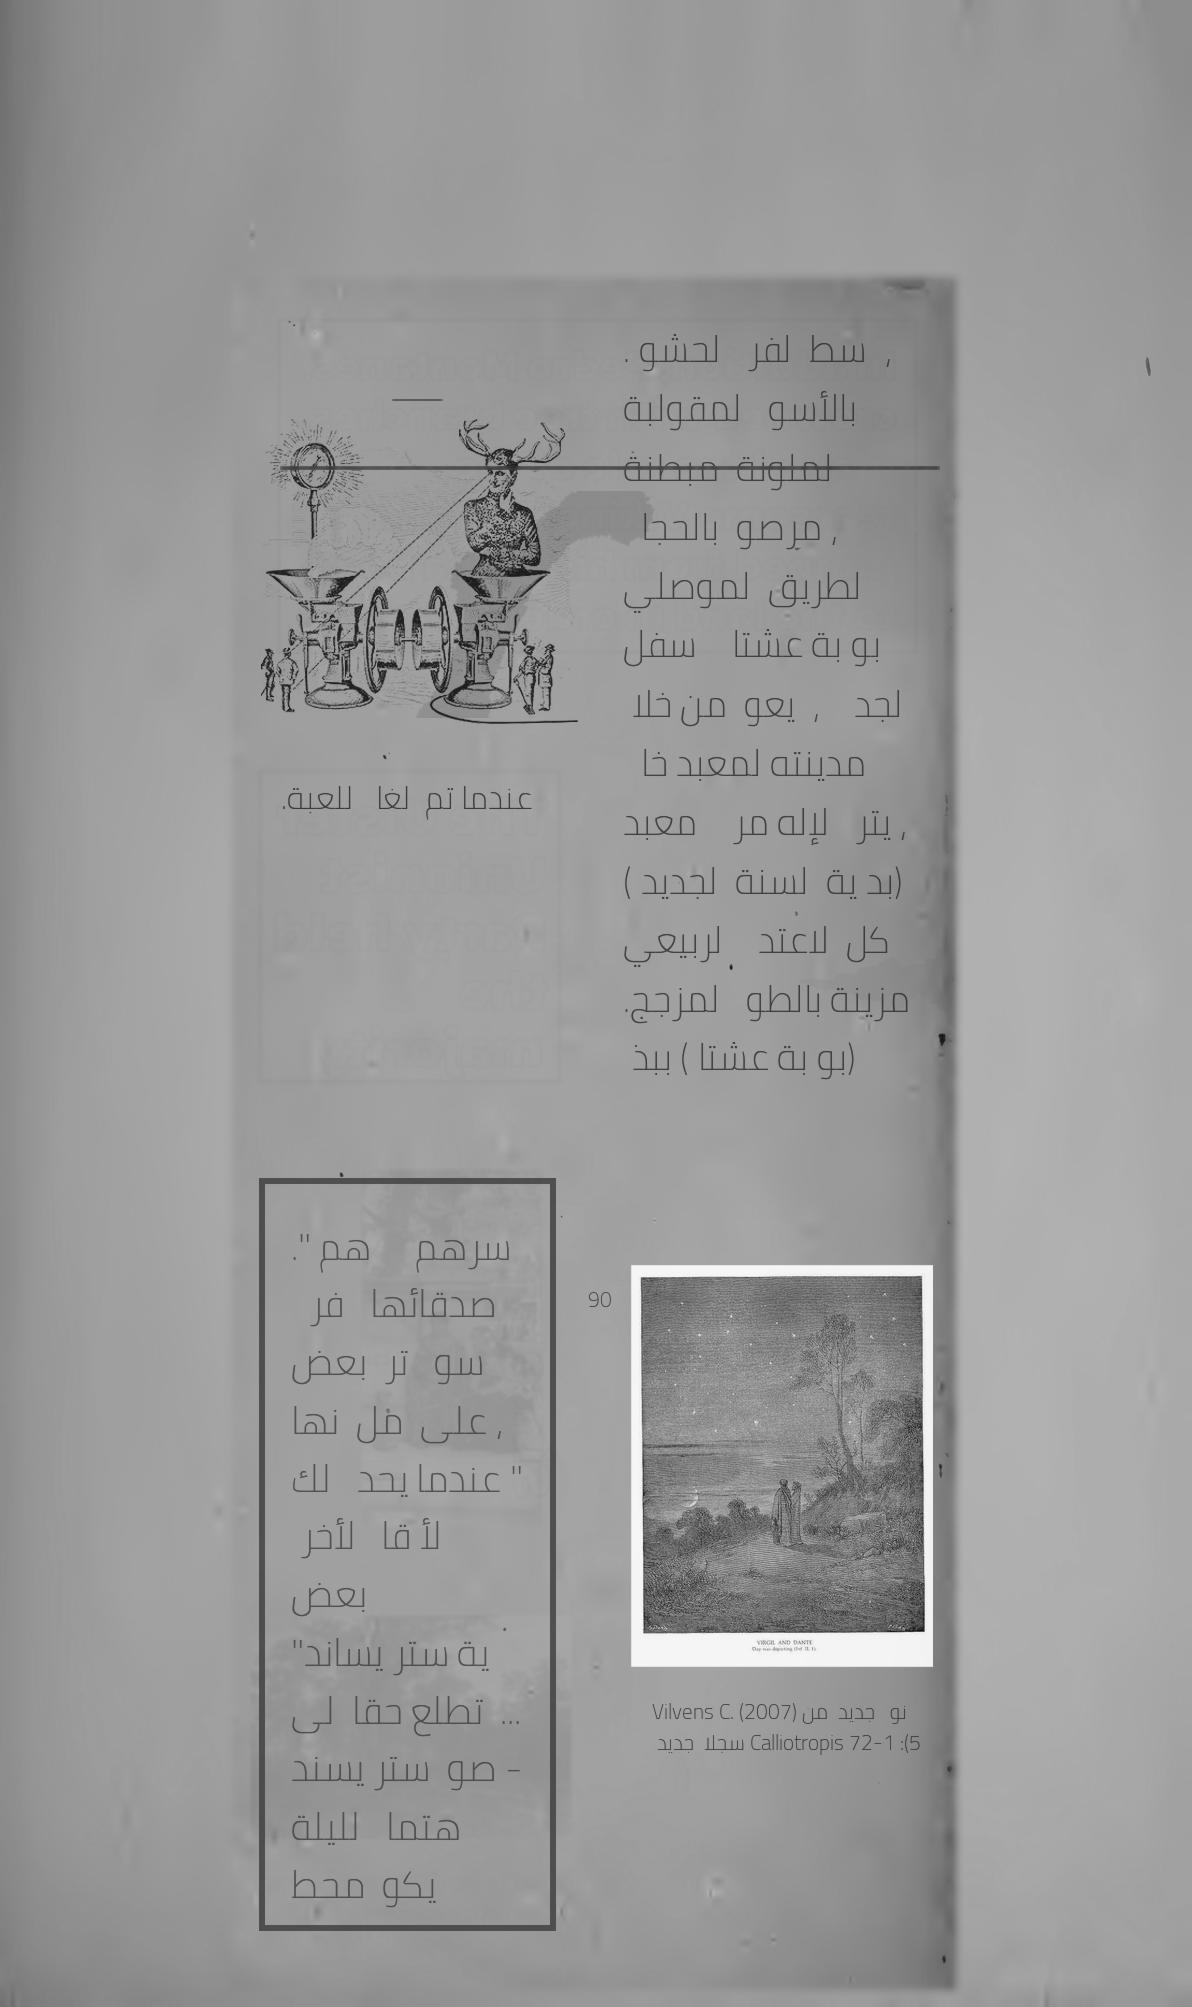 , سط لفر لحشو .
بالأسو لمقولبة
لملونة مبطنة
, مرصو بالحجا
لطريق لموصلي
بو بة عشتا سفل
لجد , يعو من خلا
مدينته لمعبد خا
, يتر لإله مر معبد
(بد ية لسنة لجديد )
كل لاعتد لربيعي
مزينة بالطو لمزجج.
(بو بة عشتا ) ببذ
عندما تم لغا للعبة.
سرهم هم".
صدقائها فر
سو تر بعض
, على مل نها
" عندما يحد لك
لأ قا لأخر
بعض
ية ستر يساند"
... تطلع حقا لى
- صو ستر يسند
هتما لليلة
يكو محط
90
VIRGIL AND DANTE
Day was departing (Inf. II, 1).
نو جديد من Vilvens C. (2007)
5): 1-72 Calliotropis سجلا جديد